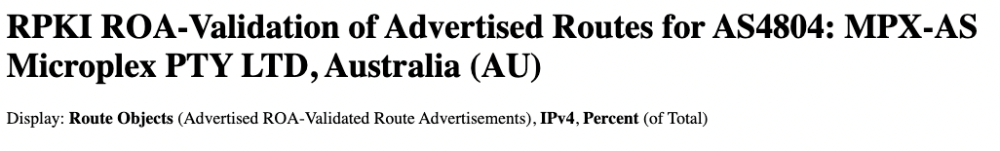 RPKI ROA-Validation of Advertised Routes for AS4804: MPX-AS
Microplex PTY LTD, Australia (AU)
Display: Route Objects (Advertised ROA-Validated Route Advertisements), IPv4, Percent (of Total)